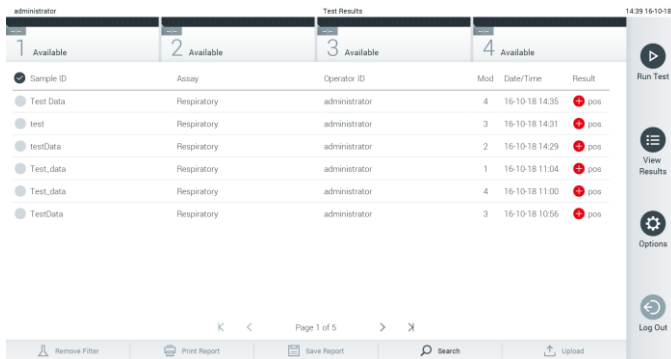 administrator Test Results 14:39 16-10-18
1 Available 2 Available 3 Available 4 Available
Sample ID Assay Operator ID Mod Date/Time Result
Test Data Respiratory administrator 4 16-10-18 14:35 pos
test Respiratory administrator 3 16-10-18 14:31 pos
testData Respiratory administrator 2 16-10-18 14:29 pos
Test_data Respiratory administrator 1 16-10-18 11:04 pos
Test_data Respiratory administrator 4 16-10-18 11:00 pos
TestData Respiratory administrator 3 16-10-18 10:56 pos
Page 1 of 5
Remove Filter Print Report Save Report Search Upload
Run Test
View
Results
Options
Log Out